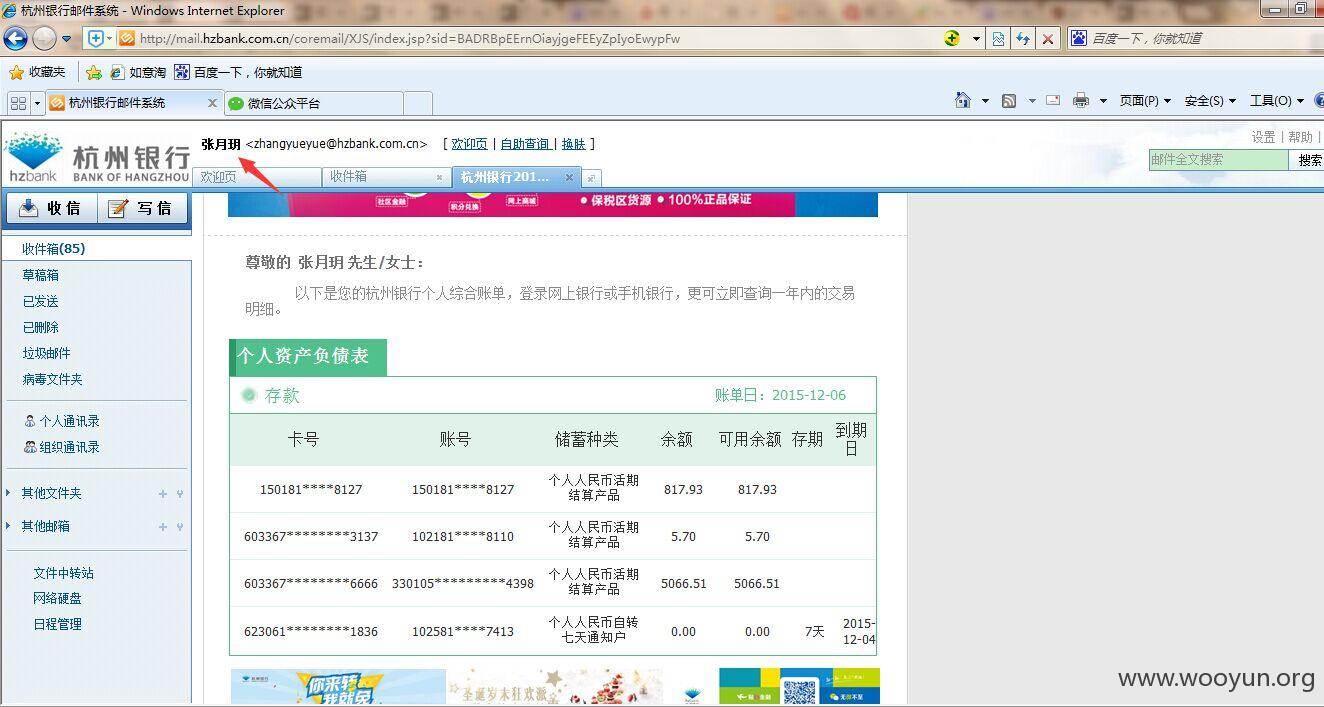 杭州银行邮件系统 - Windows Internet Explorer
http://mail.hzbank.com.cn/coremail/XJS/index.jsp?sid=BADRBpEErnOiayjgeFEEyZpIyoEwypFw
百度一下，你就知道
收藏夹 如意淘 百度一下，你就知道
杭州银行邮件系统 微信公众平台
页面(P) 安全(S) 工具(O)
hzbank 杭州银行 BANK OF HANGZHOU
张月玥 <zhangyueyue@hzbank.com.cn> [ 欢迎页 | 自助查询 | 换肤 ]
设置 | 帮助 |
邮件全文搜索 搜索
欢迎页 收件箱 杭州银行201...
收信 写信
社区金融 积分兑换 网上商城 ●保税区货源 ●100%正品保证
收件箱(85)
草稿箱
已发送
已删除
垃圾邮件
病毒文件夹
个人通讯录
组织通讯录
其他文件夹
其他邮箱
文件中转站
网络硬盘
日程管理
尊敬的 张月玥 先生/女士：
以下是您的杭州银行个人综合账单，登录网上银行或手机银行，更可立即查询一年内的交易
明细。
个人资产负债表
存款 账单日：2015-12-06
卡号 账号 储蓄种类 余额 可用余额 存期 到期日
150181****8127 150181****8127 个人人民币活期结算产品 817.93 817.93
603367********3137 102181****8110 个人人民币活期结算产品 5.70 5.70
603367********6666 330105*********4398 个人人民币活期结算产品 5066.51 5066.51
623061********1836 102581****7413 个人人民币自转七天通知户 0.00 0.00 7天 2015-12-04
你来转
我就免
圣诞岁末狂欢派
www.wooyun.org